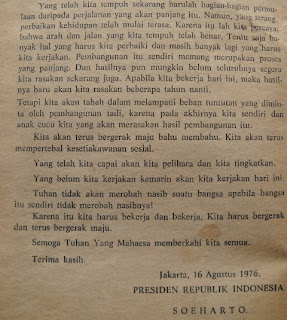 Yang telah kita tempuh sekarang barulah bagian-bagian permu-
laan daripada perjalanan yang akan panjang itu. Namun, yang serang,
perbaikan kehidupan telah mulai terasa. Karena itu lah kita percaya,
bahwa arah dan jalan yang kita tempuh telah benar. Tentu saja ba-
nyak hal yang harus kita perbaiki dan masih banyak lagi yang harus
kita kerjakan. Pembangunan itu sendiri memang merupakan proses
yang panjang. Dan hasilnya pun mungkin belum seluruhnya segera
kita rasakan sekarang juga. Apabila kita bekerja hari ini, maka hasil-
nya baru akan kita rasakan beberapa tahun nanti.
Tetapi kita akan tabah dalam melampaui beban tuntutan yang dimin-
ta oleh pembangunan tadi, karena pada akhirnya kita sendiri dan
anak cucu kita yang akan merasakan hasil pembangunan itu.
Kita akan terus bergerak maju bahu membahu. Kita akan terus
mempertebal kesetiakawanan sosial.
Yang telah kita capai akan kita pelihara dan kita tingkatkan.
Yang belum kita kerjakan kemarin akan kita kerjakan hari ini.
Tuhan tidak akan merobah nasib suatu bangsa apabila bangsa
itu sendiri tidak merobah nasibnya!
Karena itu kita harus bekerja dan bekerja. Kita harus bergerak
dan terus bergerak maju.
Semoga Tuhan Yang Mahaesa memberkahi kita semua.
Terima kasih.
Jakarta, 16 Agustus 1976.
PRESIDEN REPUBLIK INDONESIA
SOEHARTO.